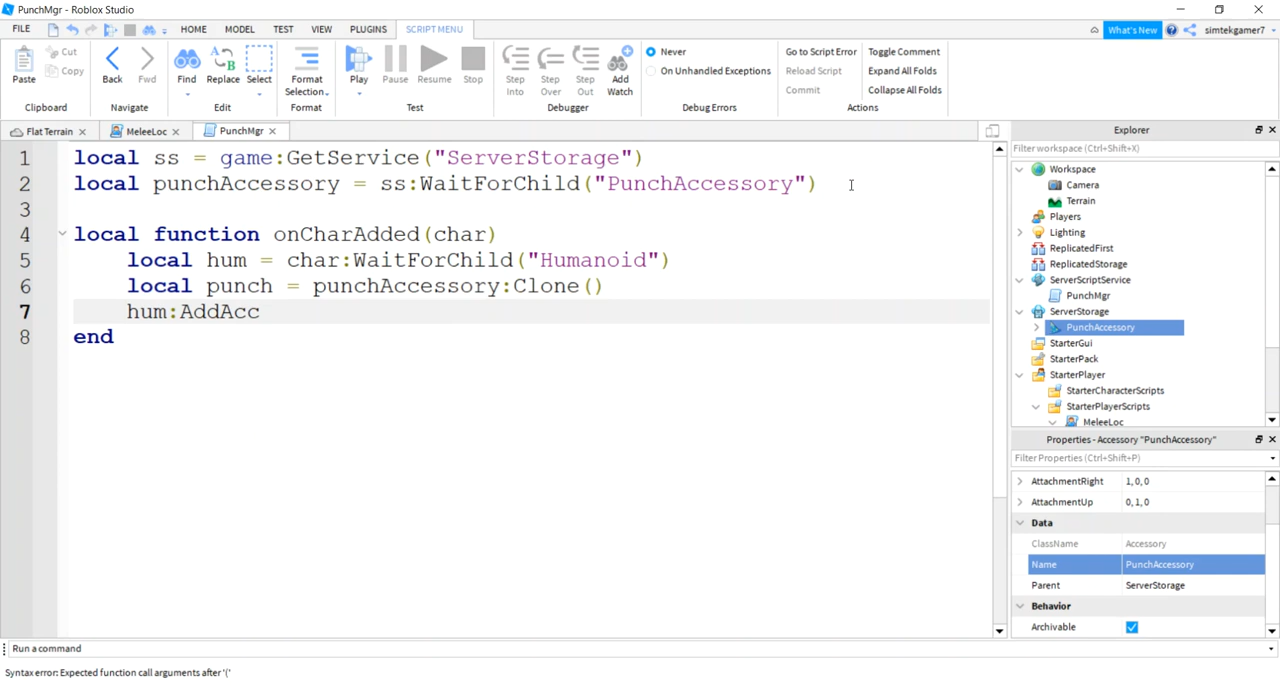 PunchMgr - Roblox Studio
FILE HOME MODEL TEST VIEW PLUGINS SCRIPT MENU What's New simtekgamer7
Paste Cut Copy Back Fwd Find Replace Select Format Selection Play Pause Resume Stop Step Into Step Over Step Out Add Watch
Never
On Unhandled Exceptions
Go to Script Error Toggle Comment
Reload Script Expand All Folds
Commit Collapse All Folds
Clipboard Navigate Edit Format Test Debugger Debug Errors Actions
Flat Terrain MeleeLoc PunchMgr
1 local ss = game:GetService("ServerStorage")
2 local punchAccessory = ss:WaitForChild("PunchAccessory")
3
4 local function onCharAdded(char)
5 local hum = char:WaitForChild("Humanoid")
6 local punch = punchAccessory:Clone()
7 hum:AddAcc
8 end
Explorer
Filter workspace (Ctrl+Shift+X)
Workspace
Camera
Terrain
Players
Lighting
ReplicatedFirst
ReplicatedStorage
ServerScriptService
PunchMgr
ServerStorage
PunchAccessory
StarterGui
StarterPack
StarterPlayer
StarterCharacterScripts
StarterPlayerScripts
MeleeLoc
Properties - Accessory "PunchAccessory"
Filter Properties (Ctrl+Shift+P)
AttachmentRight 1, 0, 0
AttachmentUp 0, 1, 0
Data
ClassName Accessory
Name PunchAccessory
Parent ServerStorage
Behavior
Archivable
Run a command
Syntax error: Expected function call arguments after '('